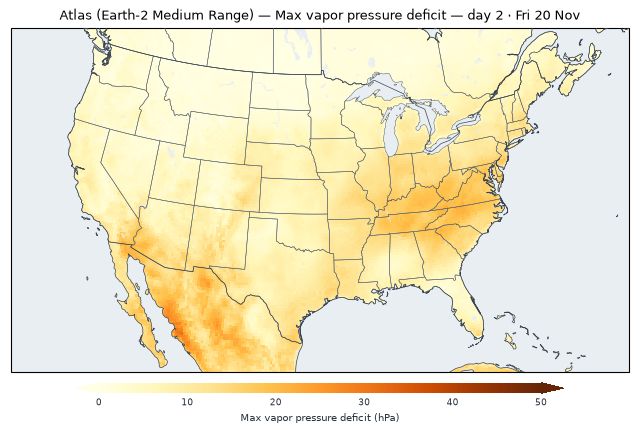 Atlas (Earth-2 Medium Range) — Max vapor pressure deficit — day 2 · Fri 20 Nov
0 10 20 30 40 50
Max vapor pressure deficit (hPa)